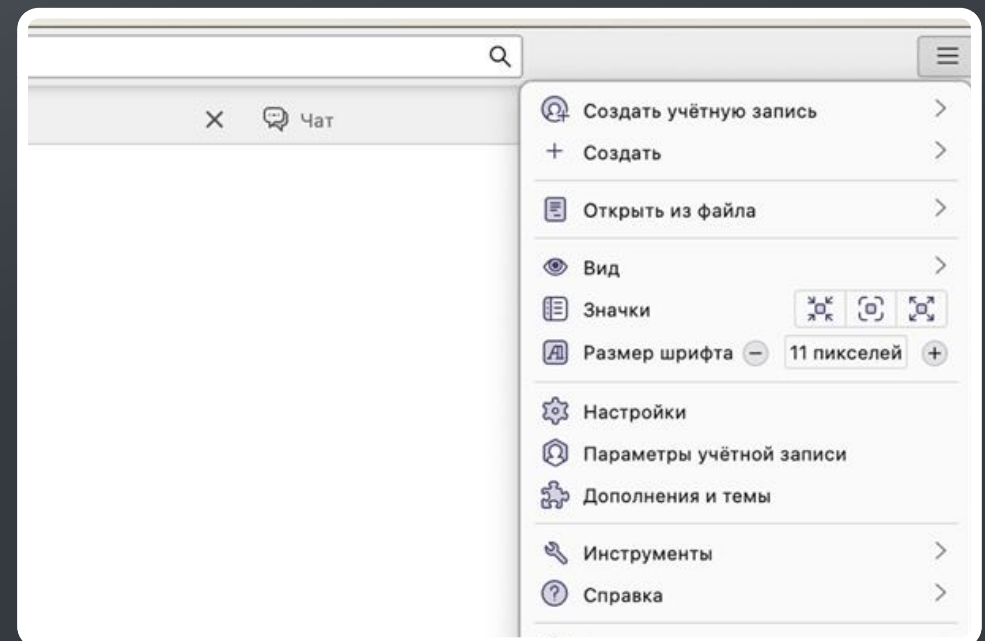 Чат
Создать учётную запись
Создать
Открыть из файла
Вид
Значки
Размер шрифта 11 пикселей
Настройки
Параметры учётной записи
Дополнения и темы
Инструменты
Справка